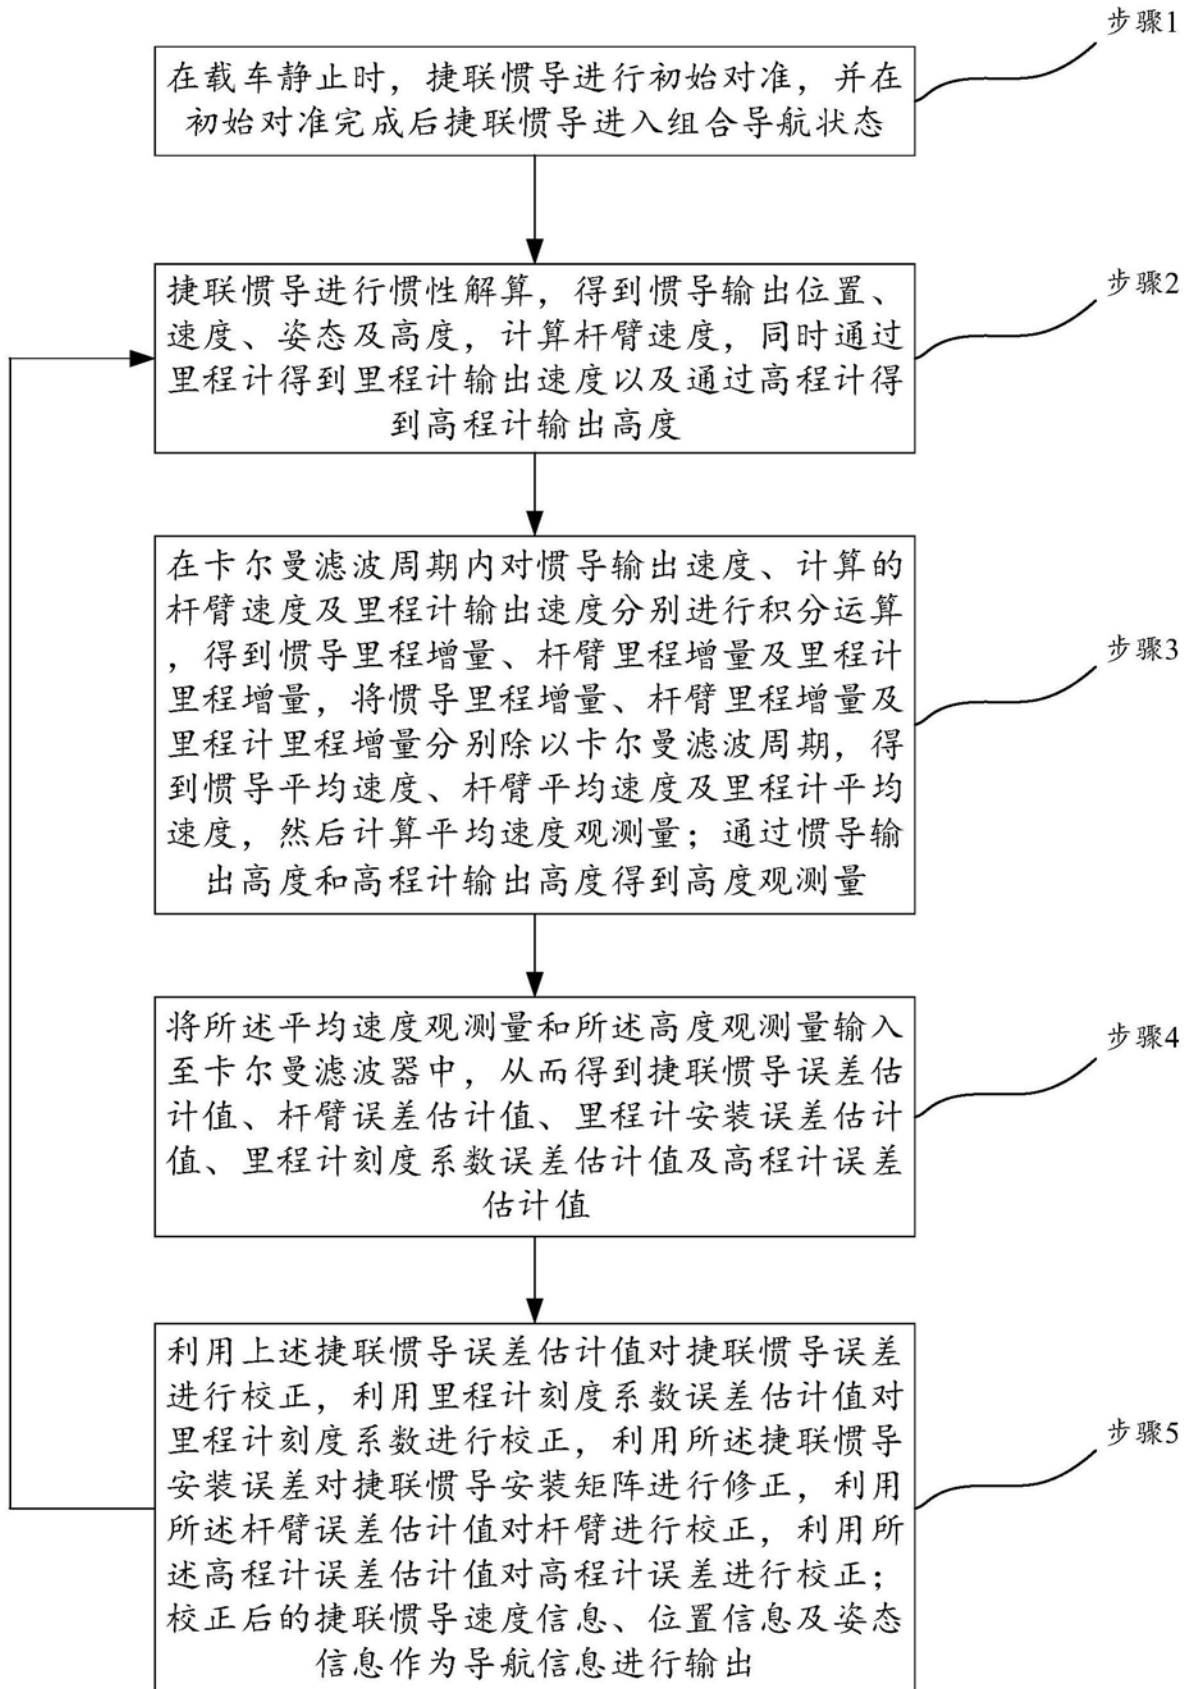 步骤1
在载车静止时，捷联惯导进行初始对准，并在
初始对准完成后捷联惯导进入组合导航状态
步骤2
捷联惯导进行惯性解算，得到惯导输出位置、
速度、姿态及高度，计算杆臂速度，同时通过
里程计得到里程计输出速度以及通过高程计得
到高程计输出高度
步骤3
在卡尔曼滤波周期内对惯导输出速度、计算的
杆臂速度及里程计输出速度分别进行积分运算
，得到惯导里程增量、杆臂里程增量及里程计
里程增量，将惯导里程增量、杆臂里程增量及
里程计里程增量分别除以卡尔曼滤波周期，得
到惯导平均速度、杆臂平均速度及里程计平均
速度，然后计算平均速度观测量；通过惯导输
出高度和高程计输出高度得到高度观测量
步骤4
将所述平均速度观测量和所述高度观测量输入
至卡尔曼滤波器中，从而得到捷联惯导误差估
计值、杆臂误差估计值、里程计安装误差估计
值、里程计刻度系数误差估计值及高程计误差
估计值
步骤5
利用上述捷联惯导误差估计值对捷联惯导误差
进行校正，利用里程计刻度系数误差估计值对
里程计刻度系数进行校正，利用所述捷联惯导
安装误差对捷联惯导安装矩阵进行修正，利用
所述杆臂误差估计值对杆臂进行校正，利用所
述高程计误差估计值对高程计误差进行校正；
校正后的捷联惯导速度信息、位置信息及姿态
信息作为导航信息进行输出